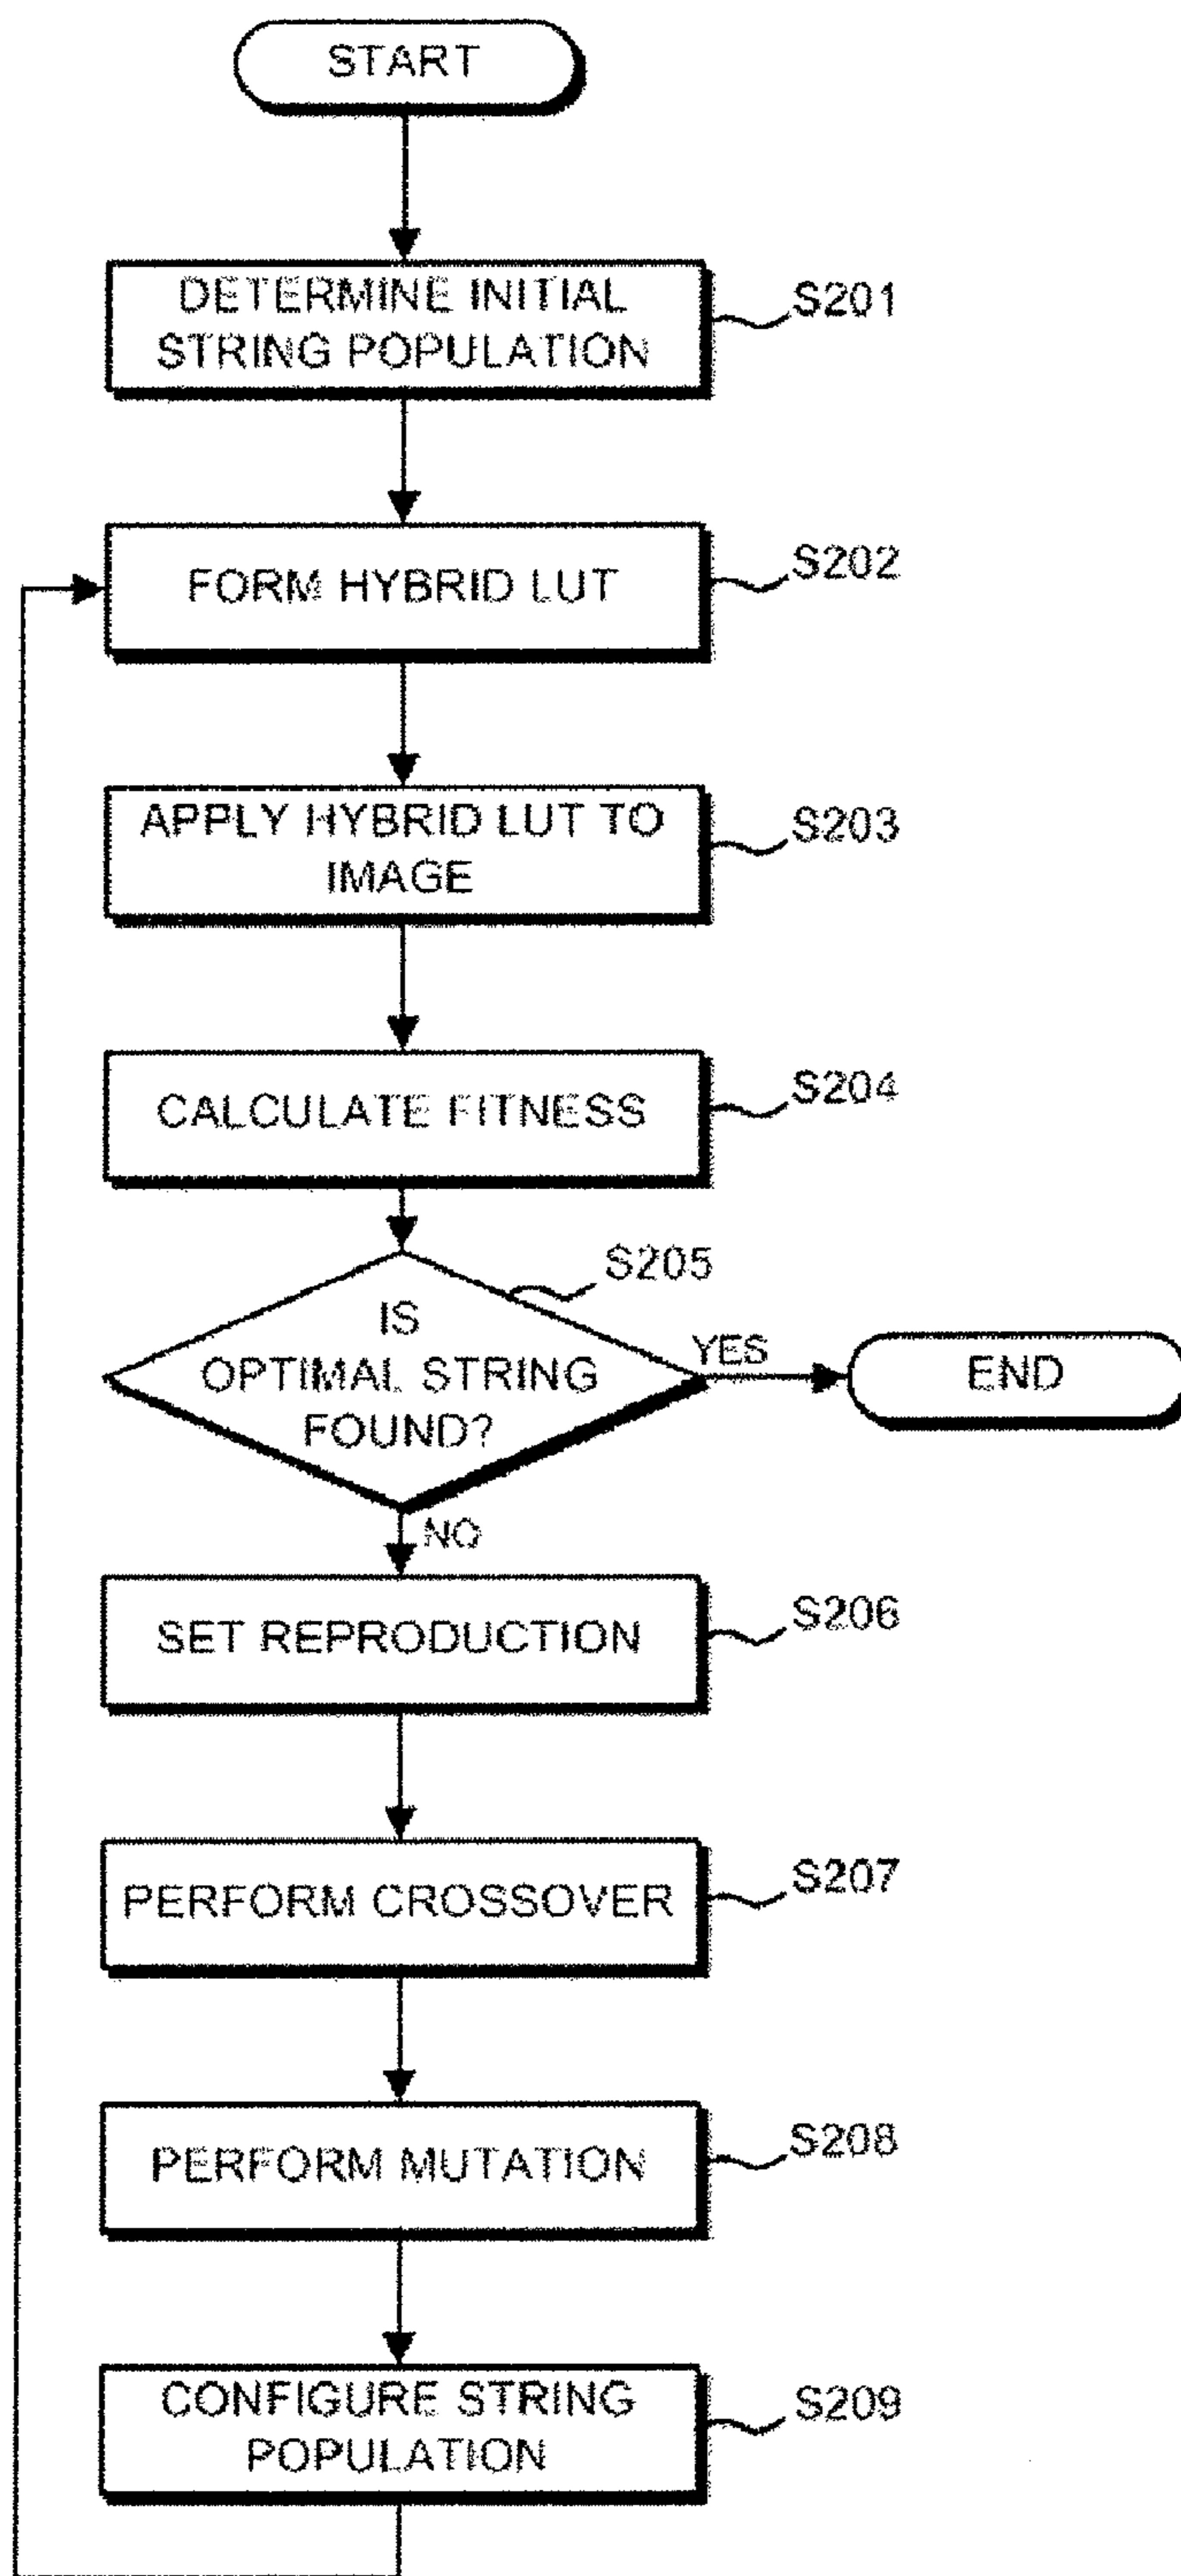 START
DETERMINE INITIAL
STRING POPULATION
S201
FORM HYBRID LUT
S202
APPLY HYBRID LUT TO
IMAGE
S203
CALCULATE FITNESS
S204
S205
IS
OPTIMAL STRING
FOUND?
YES
END
NO
SET REPRODUCTION
S206
PERFORM CROSSOVER
S207
PERFORM MUTATION
S208
CONFIGURE STRING
POPULATION
S209